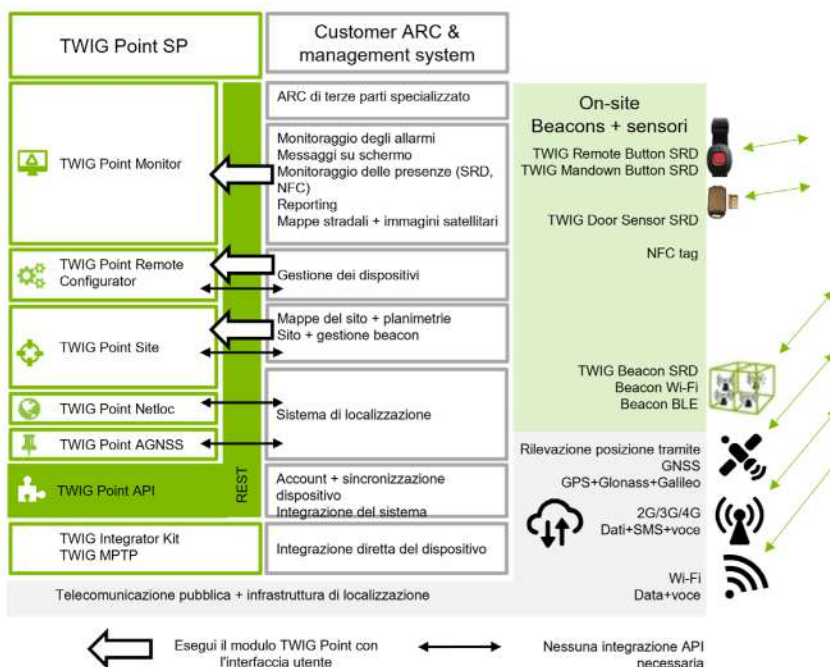 TWIG Point SP
Customer ARC &
management system
TWIG Point Monitor
ARC di terze parti specializzato
Monitoraggio degli allarmi
Messaggi su schermo
Monitoraggio delle presenze (SRD,
NFC)
Reporting
Mappe stradali + immagini satellitari
TWIG Point Remote
Configurator
Gestione dei dispositivi
TWIG Point Site
Mappe del sito + planimetrie
Sito + gestione beacon
TWIG Point Netloc
TWIG Point AGNSS
Sistema di localizzazione
TWIG Point API
REST
Account + sincronizzazione
dispositivo
Integrazione del sistema
TWIG Integrator Kit
TWIG MPTP
Integrazione diretta del dispositivo
On-site
Beacons + sensori
TWIG Remote Button SRD
TWIG Mandown Button SRD
TWIG Door Sensor SRD
NFC tag
TWIG Beacon SRD
Beacon Wi-Fi
Beacon BLE
Rilevazione posizione tramite
GNSS
GPS+Glonass+Galileo
2G/3G/4G
Dati+SMS+voce
Wi-Fi
Data+voce
Telecomunicazione pubblica + infrastruttura di localizzazione
Esegui il modulo TWIG Point con
l'interfaccia utente
Nessuna integrazione API
necessaria